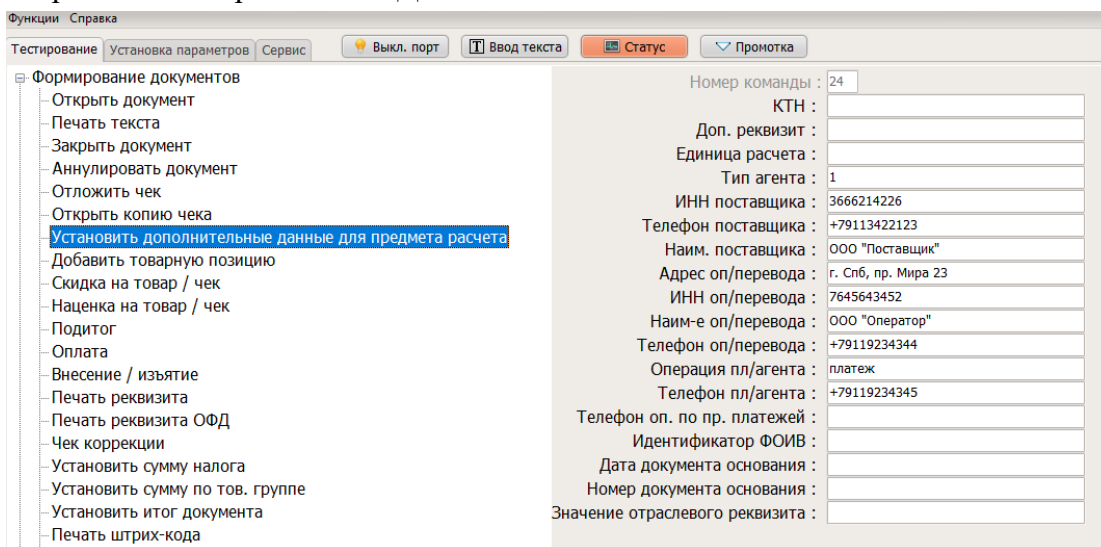 Функции Справка
Тестирование Установка параметров Сервис Выкл. порт Ввод текста Статус Промотка
Формирование документов
Открыть документ
Печать текста
Закрыть документ
Аннулировать документ
Отложить чек
Открыть копию чека
Установить дополнительные данные для предмета расчета
Добавить товарную позицию
Скидка на товар / чек
Наценка на товар / чек
Подитог
Оплата
Внесение / изъятие
Печать реквизита
Печать реквизита ОФД
Чек коррекции
Установить сумму налога
Установить сумму по тов. группе
Установить итог документа
Печать штрих-кода
Номер команды : 24
КТН :
Доп. реквизит :
Единица расчета :
Тип агента : 1
ИНН поставщика : 3666214226
Телефон поставщика : +79113422123
Наим. поставщика : ООО "Поставщик"
Адрес оп/перевода : г. Спб, пр. Мира 23
ИНН оп/перевода : 7645643452
Наим-е оп/перевода : ООО "Оператор"
Телефон оп/перевода : +79119234344
Операция пл/агента : платеж
Телефон пл/агента : +79119234345
Телефон оп. по пр. платежей :
Идентификатор ФОИВ :
Дата документа основания :
Номер документа основания :
Значение отраслевого реквизита :